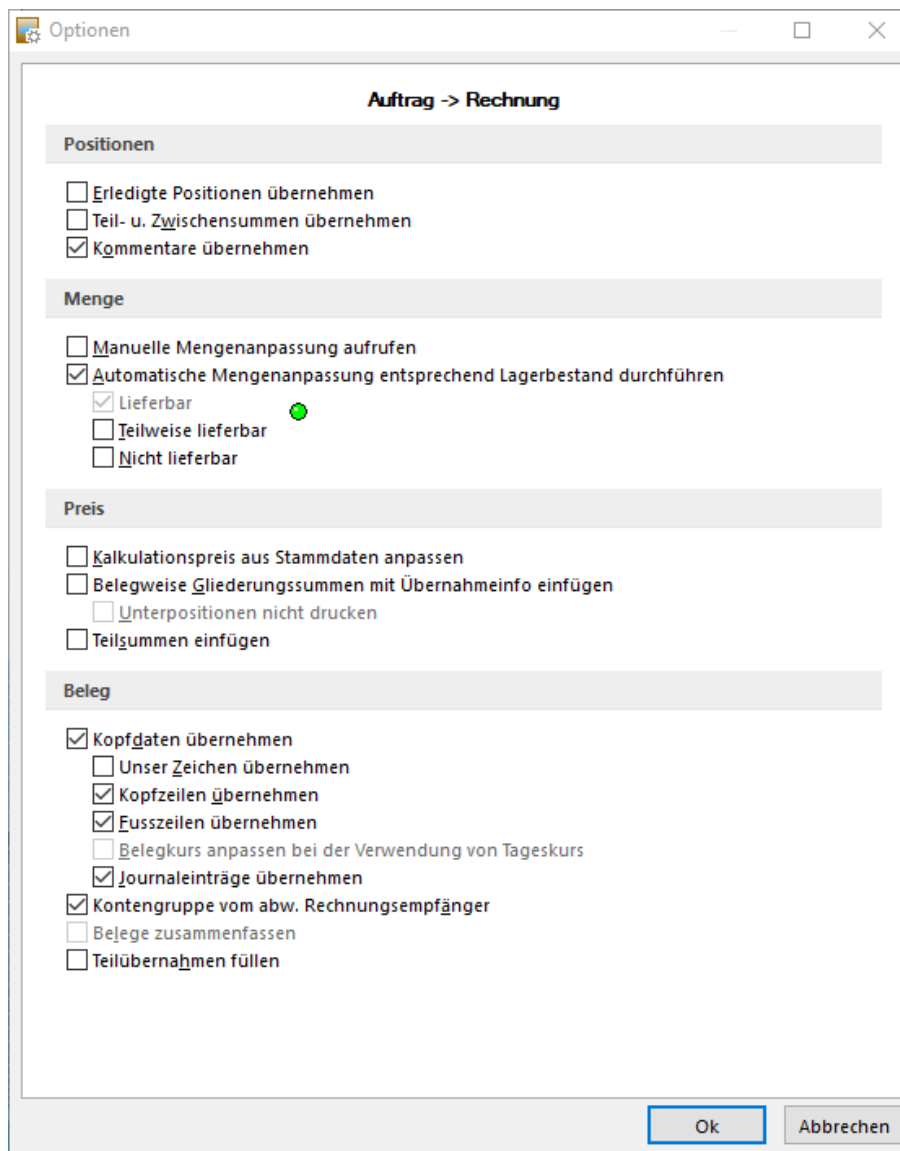 Optionen
Auftrag -> Rechnung
Positionen
Erledigte Positionen übernehmen
Teil- u. Zwischensummen übernehmen
Kommentare übernehmen
Menge
Manuelle Mengenanpassung aufrufen
Automatische Mengenanpassung entsprechend Lagerbestand durchführen
Lieferbar
Teilweise lieferbar
Nicht lieferbar
Preis
Kalkulationspreis aus Stammdaten anpassen
Belegweise Gliederungssummen mit Übernahmeinfo einfügen
Unterpositionen nicht drucken
Teilsummen einfügen
Beleg
Kopfdaten übernehmen
Unser Zeichen übernehmen
Kopfzeilen übernehmen
Fusszeilen übernehmen
Belegkurs anpassen bei der Verwendung von Tageskurs
Journaleinträge übernehmen
Kontengruppe vom abw. Rechnungsempfänger
Belege zusammenfassen
Teilübernahmen füllen
Ok Abbrechen